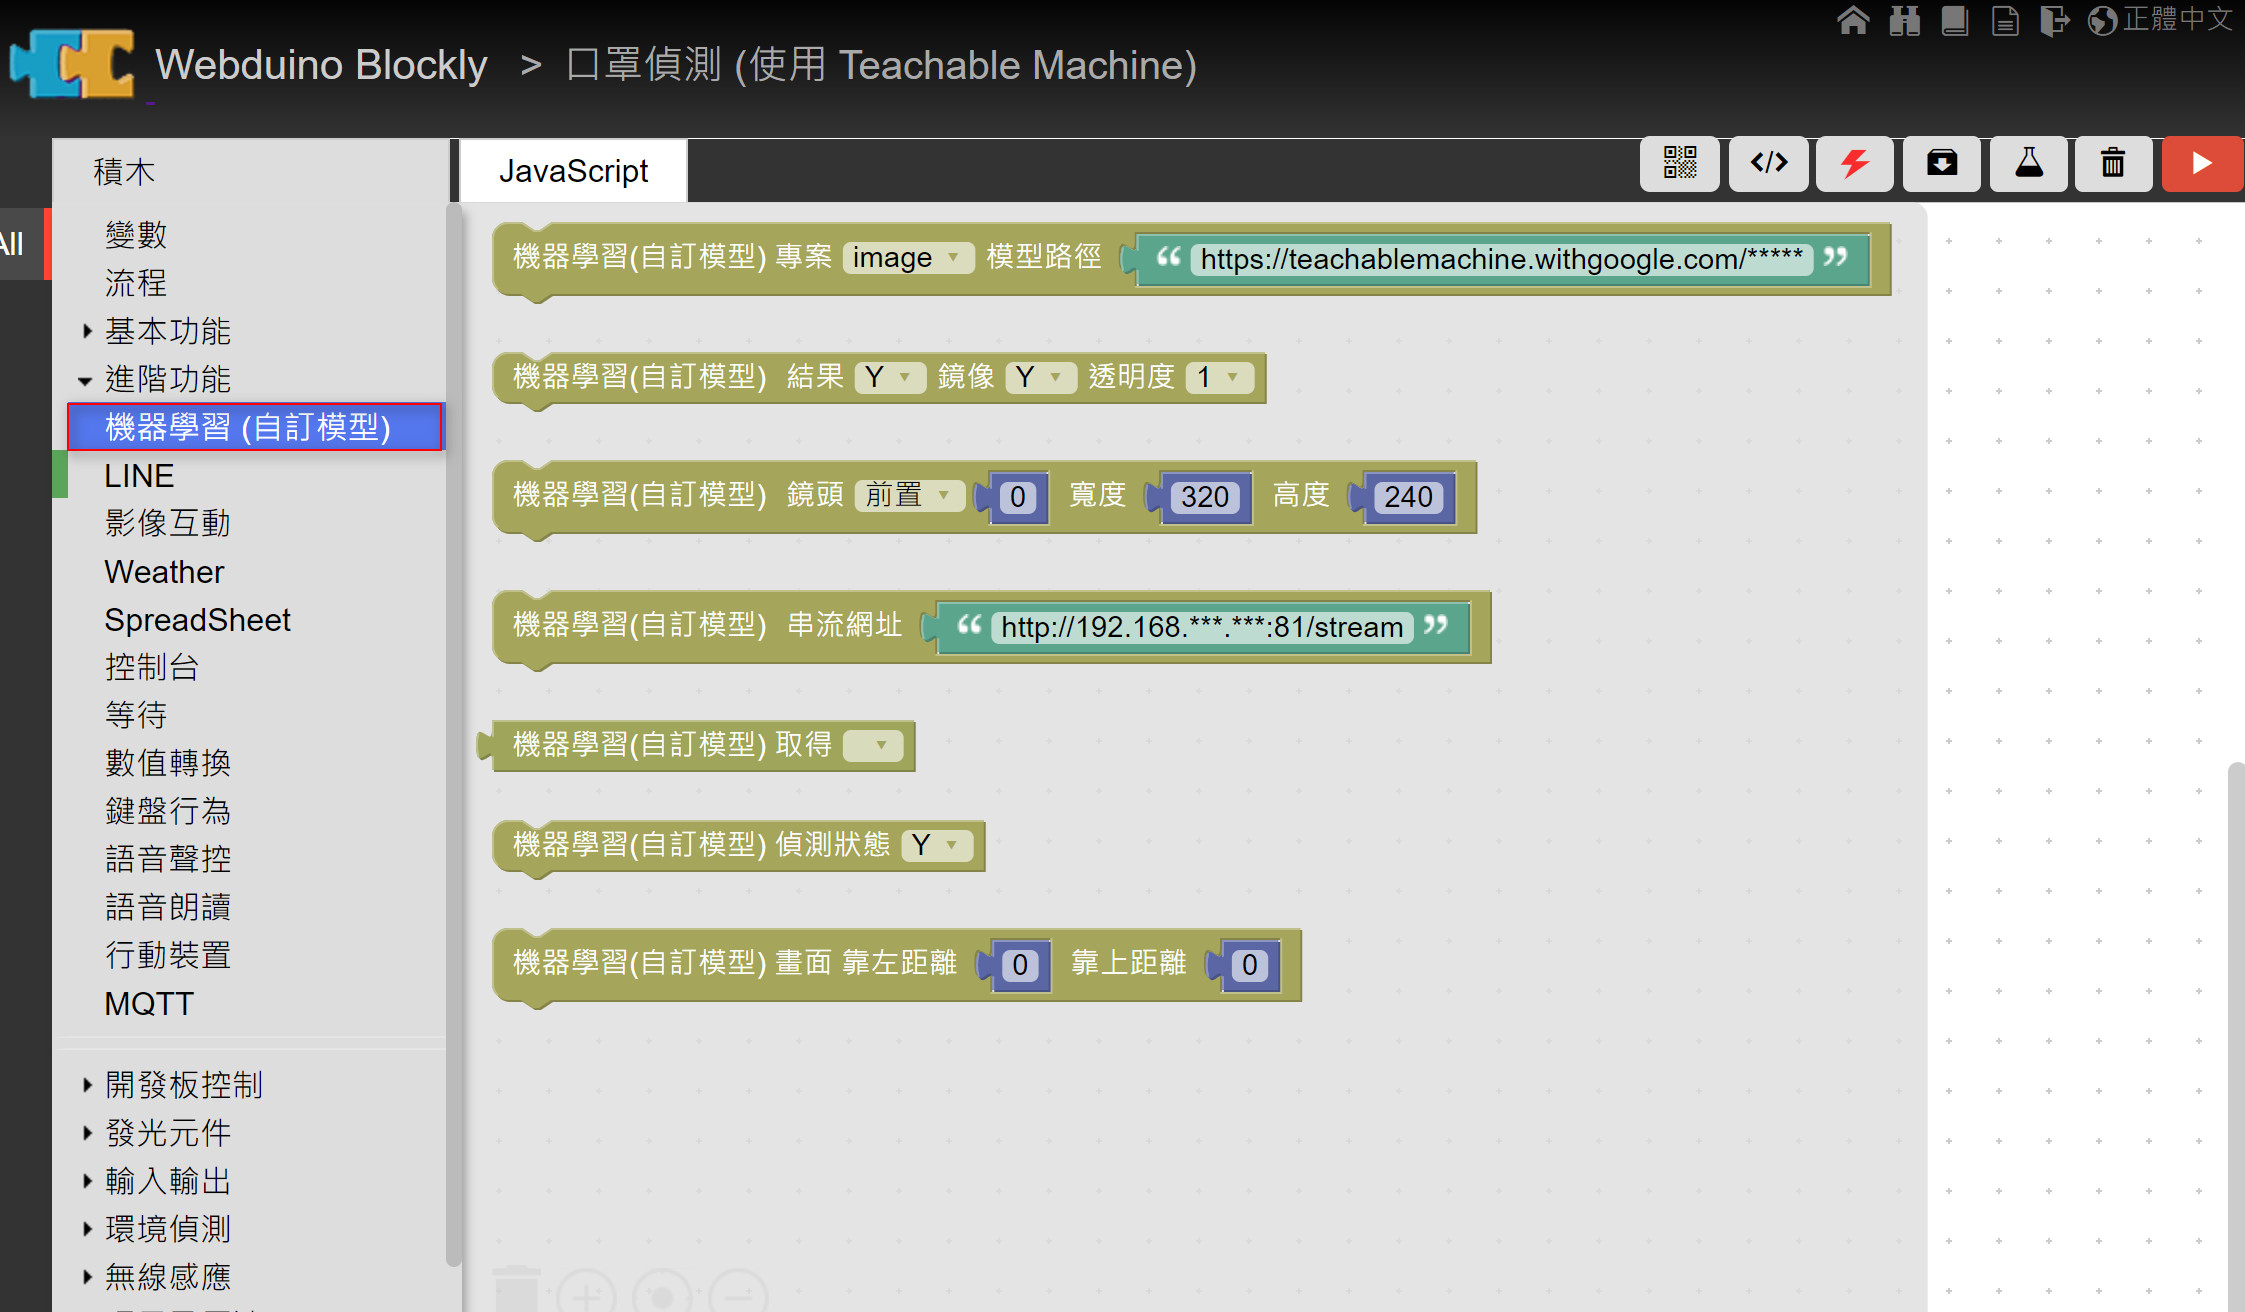 正體中文
Webduino Blockly > 口罩偵測 (使用 Teachable Machine)
積木
JavaScript
All
變數
流程
基本功能
進階功能
機器學習 (自訂模型)
LINE
影像互動
Weather
SpreadSheet
控制台
等待
數值轉換
鍵盤行為
語音聲控
語音朗讀
行動裝置
MQTT
開發板控制
發光元件
輸入輸出
環境偵測
無線感應
機器學習(自訂模型) 專案 image 模型路徑 “ https://teachablemachine.withgoogle.com/***** ”
機器學習(自訂模型) 結果 Y 鏡像 Y 透明度 1
機器學習(自訂模型) 鏡頭 前置 0 寬度 320 高度 240
機器學習(自訂模型) 串流網址 “ http://192.168.***.***:81/stream ”
機器學習(自訂模型) 取得
機器學習(自訂模型) 偵測狀態 Y
機器學習(自訂模型) 畫面 靠左距離 0 靠上距離 0